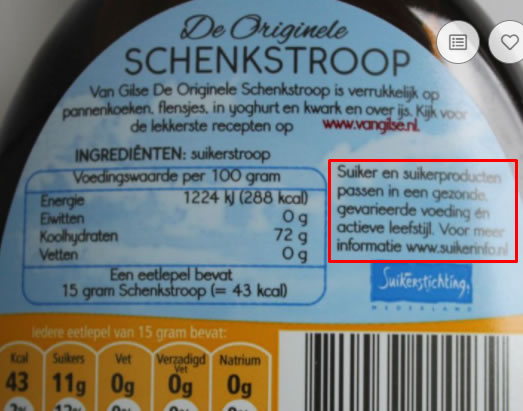 De Originele
SCHENKSTROOP
Van Gilse De Originele Schenkstroop is verrukkelijk op
pannenkoeken, flensjes, in yoghurt en kwark en over ijs. Kijk voor
de lekkerste recepten op www.vangilse.nl.
INGREDIËNTEN: suikerstroop
Voedingswaarde per 100 gram
Energie 1224 kJ (288 kcal)
Eiwitten 0 g
Koolhydraten 72 g
Vetten 0 g
Een eetlepel bevat
15 gram Schenkstroop (= 43 kcal)
Suiker en suikerproducten
passen in een gezonde,
gevarieerde voeding én
actieve leefstijl. Voor meer
informatie www.suikerinfo.nl
Suikerstichting
NEDERLAND
Iedere eetlepel van 15 gram bevat:
Kcal Suikers Vet Verzadigd Natrium
Vet
43 11g 0g 0g 0g
2% 12%